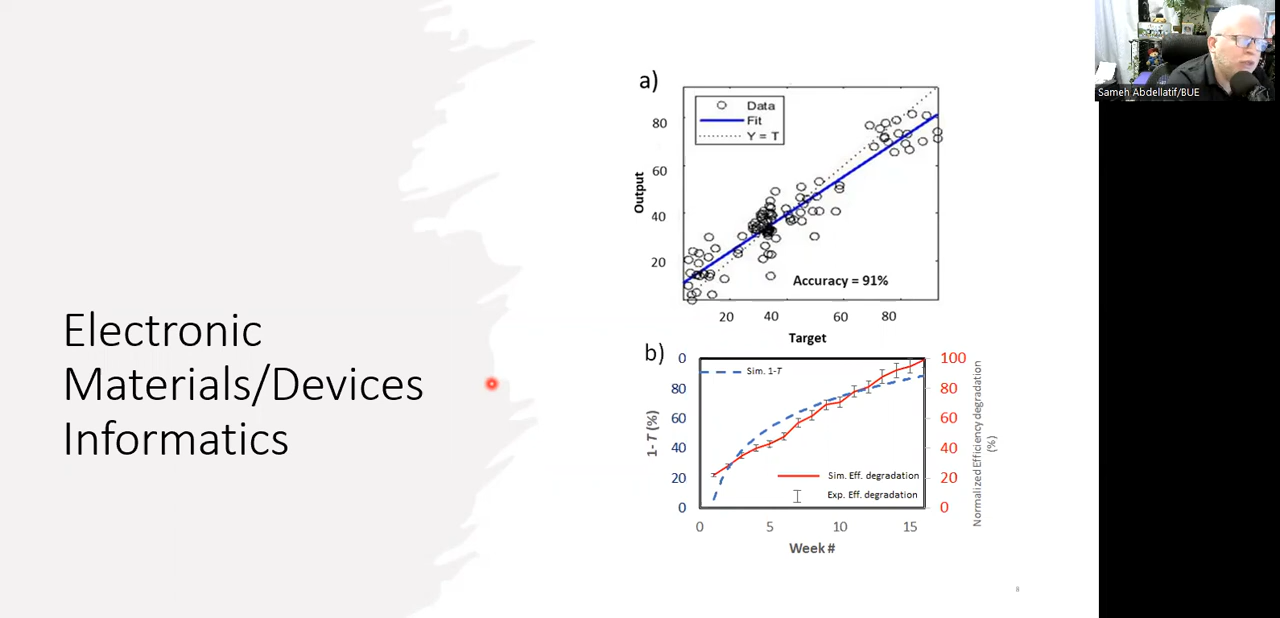 Sameh Abdellatif/BUE
Electronic
Materials/Devices
Informatics
a)
Data
Fit
Y = T
80
60
40
20
Output
Accuracy = 91%
20 40 60 80
Target
b)
0
80
60
40
20
0
1- T (%)
Sim. 1-T
Sim. Eff. degradation
Exp. Eff. degradation
100
80
60
40
20
0
Normalized Efficiency degradation
(%)
0 5 10 15
Week #
8